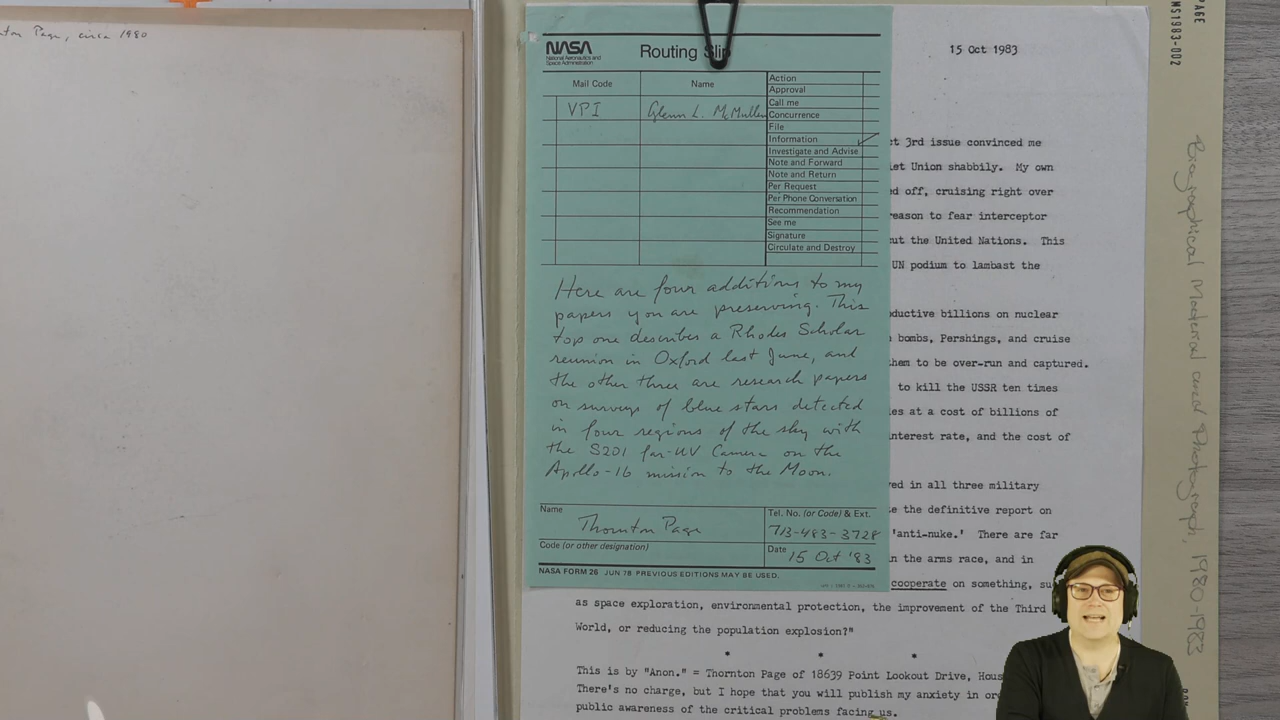 Page, circa 1980
NASA
National Aeronautics and
Space Administration
Routing Slip
Mail Code
Name
VPI
Glenn L. McMullen
Action
Approval
Call me
Concurrence
File
Information
Investigate and Advise
Note and Forward
Note and Return
Per Request
Per Phone Conversation
Recommendation
See me
Signature
Circulate and Destroy
Here are four additions to my
papers you are preserving. This
top one describes a Rhodes Scholar
reunion in Oxford last June, and
the other three are research papers
on surveys of blue stars detected
in four regions of the sky with
the S201 far-UV Camera on the
Apollo-16 mission to the Moon.
Name
Thornton Page
Tel. No. (or Code) & Ext.
713-483-3728
Code (or other designation)
Date 15 Oct '83
NASA FORM 26 JUN 78 PREVIOUS EDITIONS MAY BE USED.
15 Oct 1983
3rd issue convinced me
Union shabbily. My own
off, cruising right over
reason to fear interceptor
the United Nations. This
UN podium to lambast the
billions on nuclear
bombs, Pershings, and cruise
to be over-run and captured.
to kill the USSR ten times
at a cost of billions of
interest rate, and the cost of
in all three military
the definitive report on
'anti-nuke.' There are far
the arms race, and in
cooperate on something,
as space exploration, environmental protection, the improvement of the Third
World, or reducing the population explosion?"
* * *
This is by "Anon." = Thornton Page of 18639 Point Lookout Drive,
There's no charge, but I hope that you will publish my anxiety in
public awareness of the critical problems facing us.
PAGE
MS1983-002
Biographical Material and Photograph, 1980-1983